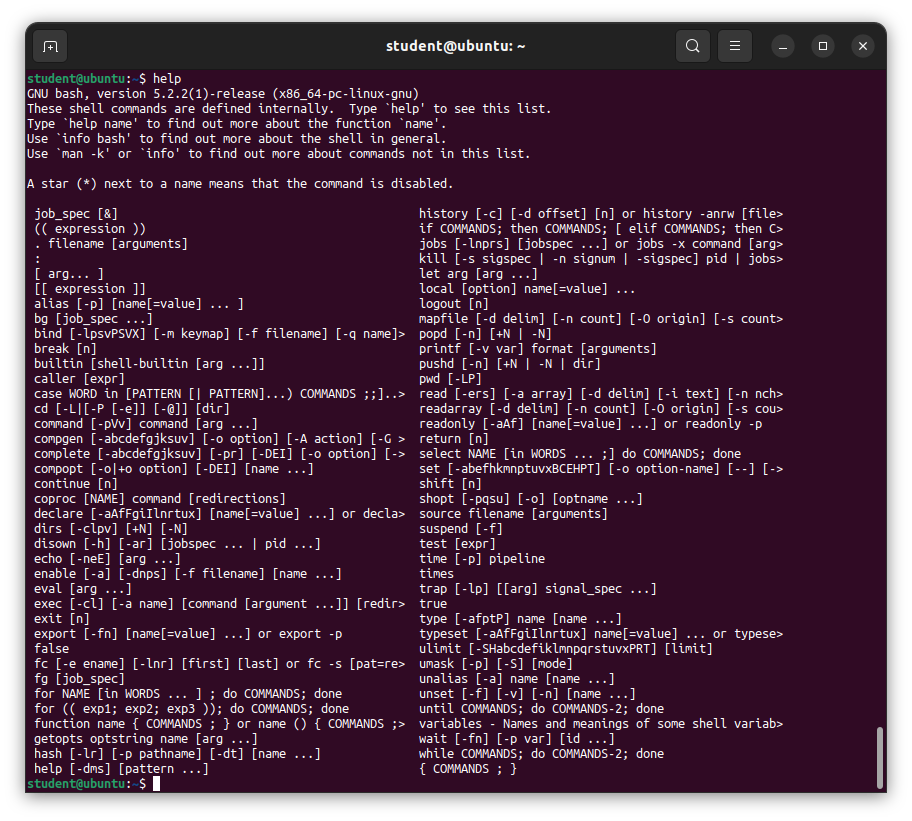 student@ubuntu: ~
student@ubuntu:~$ help
GNU bash, version 5.2.2(1)-release (x86_64-pc-linux-gnu)
These shell commands are defined internally.  Type `help' to see this list.
Type `help name' to find out more about the function `name'.
Use `info bash' to find out more about the shell in general.
Use `man -k' or `info' to find out more about commands not in this list.

A star (*) next to a name means that the command is disabled.

 job_spec [&]                                          history [-c] [-d offset] [n] or history -anrw [file>
 (( expression ))                                      if COMMANDS; then COMMANDS; [ elif COMMANDS; then C>
 . filename [arguments]                                jobs [-lnprs] [jobspec ...] or jobs -x command [arg>
 :                                                     kill [-s sigspec | -n signum | -sigspec] pid | jobs>
 [ arg... ]                                            let arg [arg ...]
 [[ expression ]]                                      local [option] name[=value] ...
 alias [-p] [name[=value] ... ]                        logout [n]
 bg [job_spec ...]                                     mapfile [-d delim] [-n count] [-O origin] [-s count>
 bind [-lpsvPSVX] [-m keymap] [-f filename] [-q name]>  popd [-n] [+N | -N]
 break [n]                                             printf [-v var] format [arguments]
 builtin [shell-builtin [arg ...]]                     pushd [-n] [+N | -N | dir]
 caller [expr]                                         pwd [-LP]
 case WORD in [PATTERN [| PATTERN]...) COMMANDS ;;]..>  read [-ers] [-a array] [-d delim] [-i text] [-n nch>
 cd [-L|[-P [-e]] [-@]] [dir]                          readarray [-d delim] [-n count] [-O origin] [-s cou>
 command [-pVv] command [arg ...]                      readonly [-aAf] [name[=value] ...] or readonly -p
 compgen [-abcdefgjksuv] [-o option] [-A action] [-G >  return [n]
 complete [-abcdefgjksuv] [-pr] [-DEI] [-o option] [->  select NAME [in WORDS ... ;] do COMMANDS; done
 compopt [-o|+o option] [-DEI] [name ...]              set [-abefhkmnptuvxBCEHPT] [-o option-name] [--] [->
 continue [n]                                          shift [n]
 coproc [NAME] command [redirections]                  shopt [-pqsu] [-o] [optname ...]
 declare [-aAfFgiIlnrtux] [name[=value] ...] or decla>  source filename [arguments]
 dirs [-clpv] [+N] [-N]                                suspend [-f]
 disown [-h] [-ar] [jobspec ... | pid ...]             test [expr]
 echo [-neE] [arg ...]                                 time [-p] pipeline
 enable [-a] [-dnps] [-f filename] [name ...]          times
 eval [arg ...]                                        trap [-lp] [[arg] signal_spec ...]
 exec [-cl] [-a name] [command [argument ...]] [redir>  true
 exit [n]                                              type [-afptP] name [name ...]
 export [-fn] [name[=value] ...] or export -p          typeset [-aAfFgiIlnrtux] name[=value] ... or typese>
 false                                                 ulimit [-SHabcdefiklmnpqrstuvxPRT] [limit]
 fc [-e ename] [-lnr] [first] [last] or fc -s [pat=re>  umask [-p] [-S] [mode]
 fg [job_spec]                                         unalias [-a] name [name ...]
 for NAME [in WORDS ... ] ; do COMMANDS; done          unset [-f] [-v] [-n] [name ...]
 for (( exp1; exp2; exp3 )); do COMMANDS; done         until COMMANDS; do COMMANDS-2; done
 function name { COMMANDS ; } or name () { COMMANDS ;>  variables - Names and meanings of some shell variab>
 getopts optstring name [arg ...]                      wait [-fn] [-p var] [id ...]
 hash [-lr] [-p pathname] [-dt] [name ...]             while COMMANDS; do COMMANDS-2; done
 help [-dms] [pattern ...]                             { COMMANDS ; }
student@ubuntu:~$